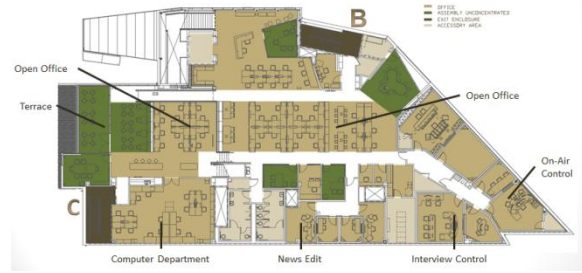 OFFICE
ASSEMBLY UNCONCENTRATED
EXIT ENCLOSURE
ACCESSORY AREA
B
Open Office
Terrace
Open Office
On-Air
Control
C
Computer Department
News Edit
Interview Control